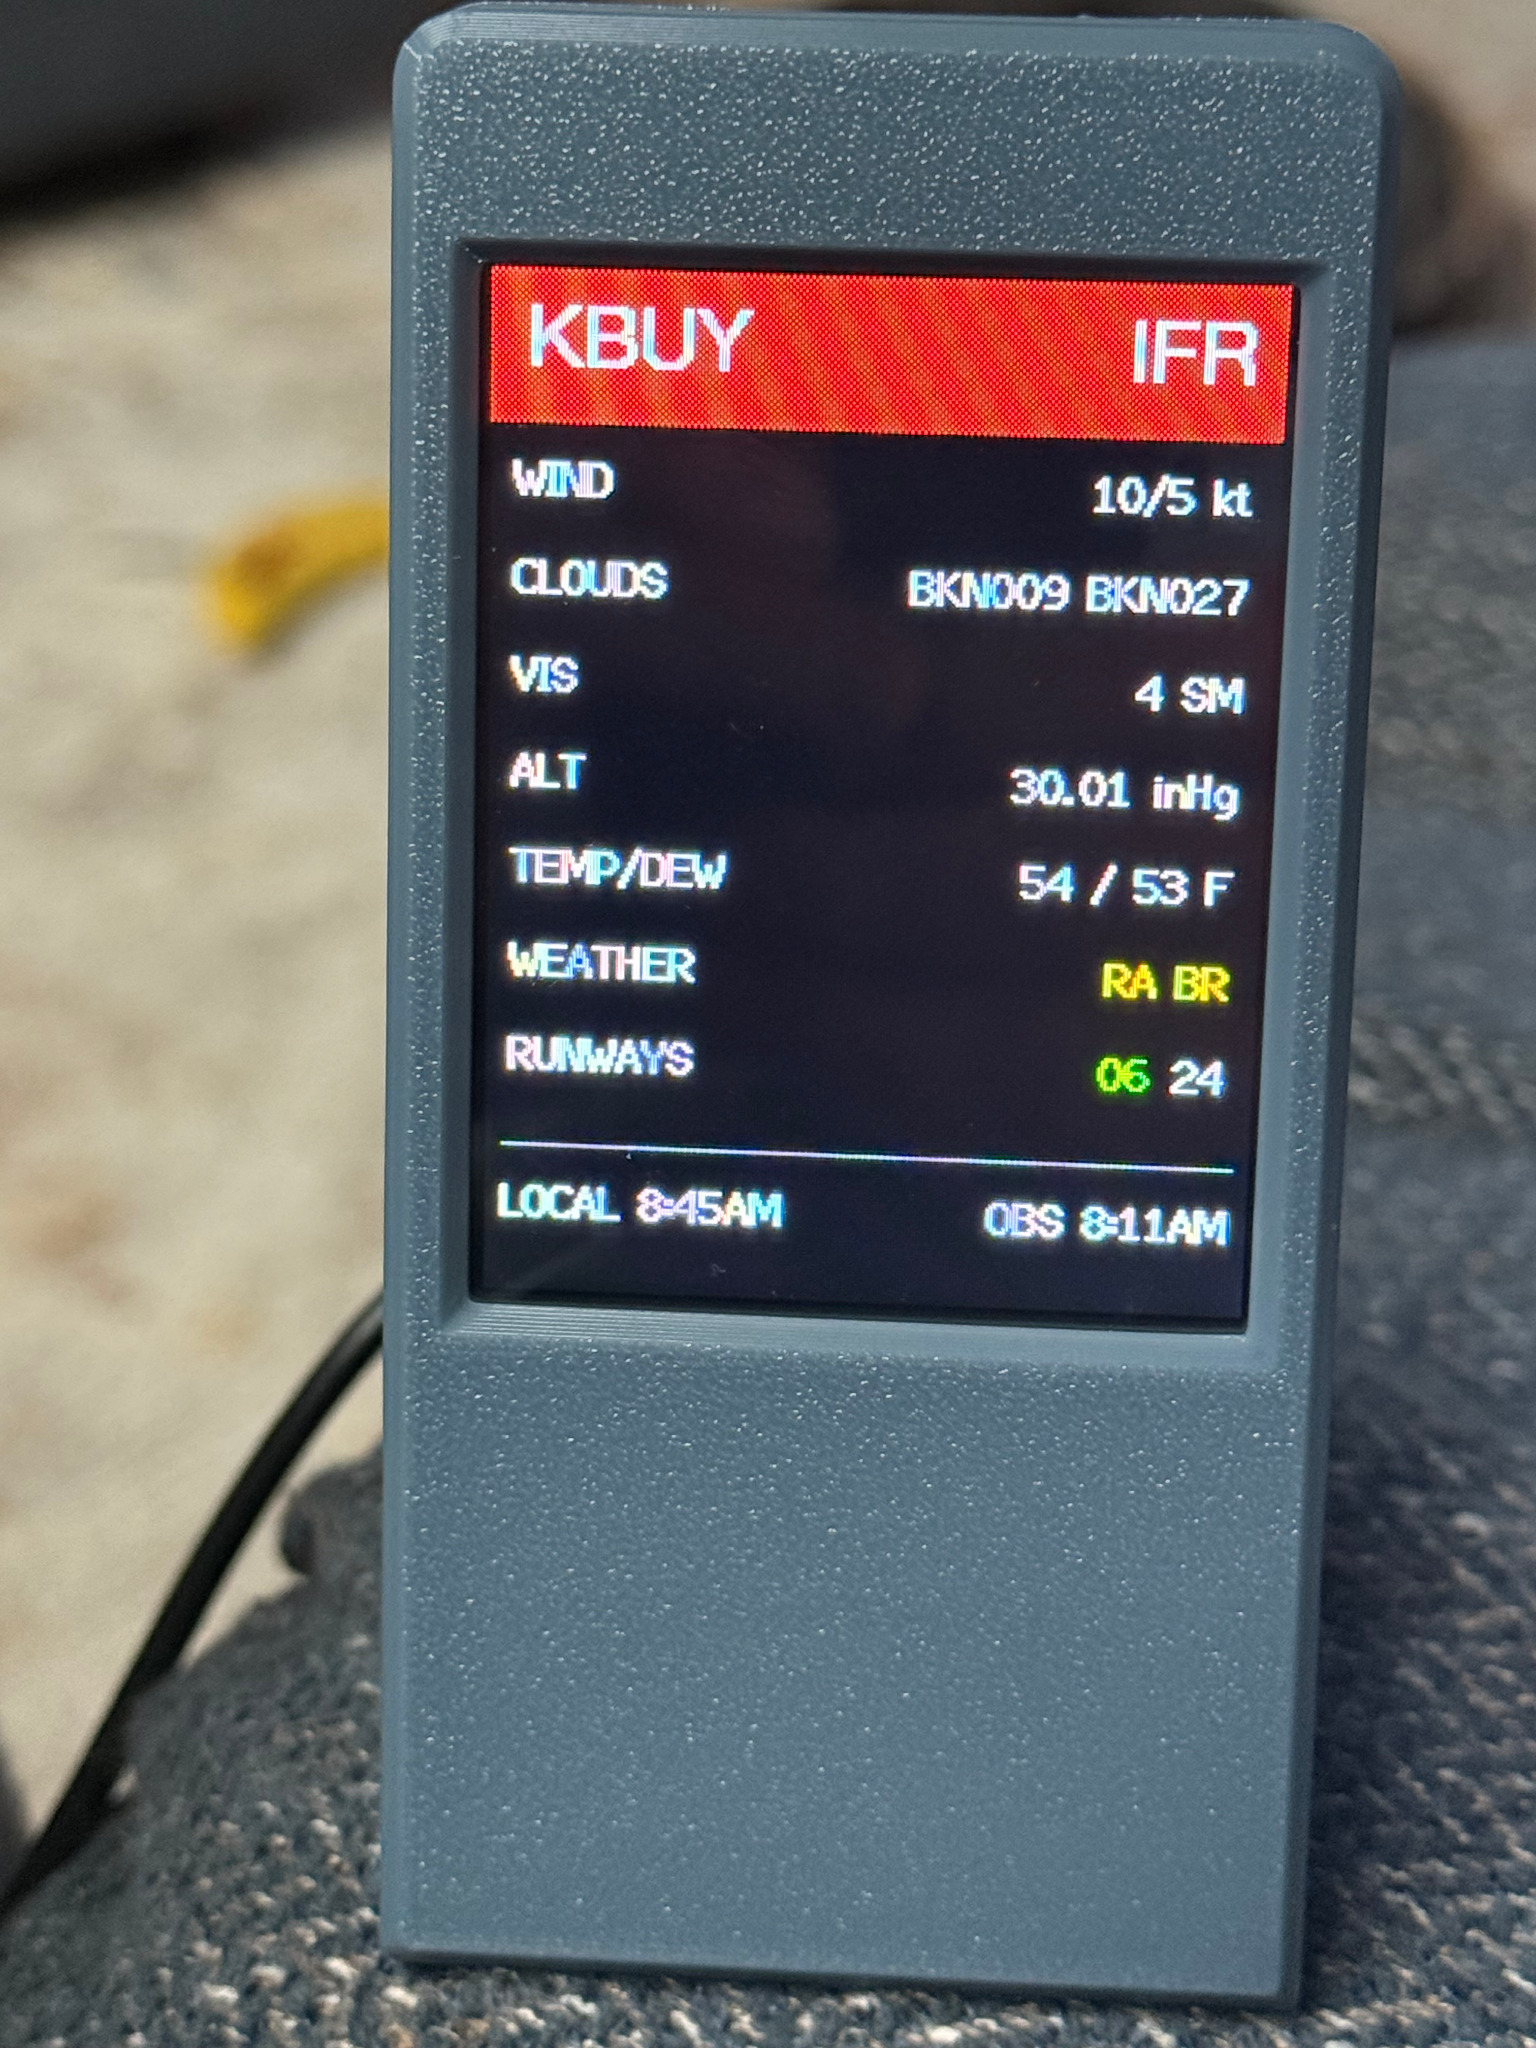 KBUY IFR
WIND 10/5 kt
CLOUDS BKN009 BKN027
VIS 4 SM
ALT 30.01 inHg
TEMP/DEW 54 / 53 F
WEATHER RA BR
RUNWAYS 06 24
LOCAL 8:45AM OBS 8:11AM